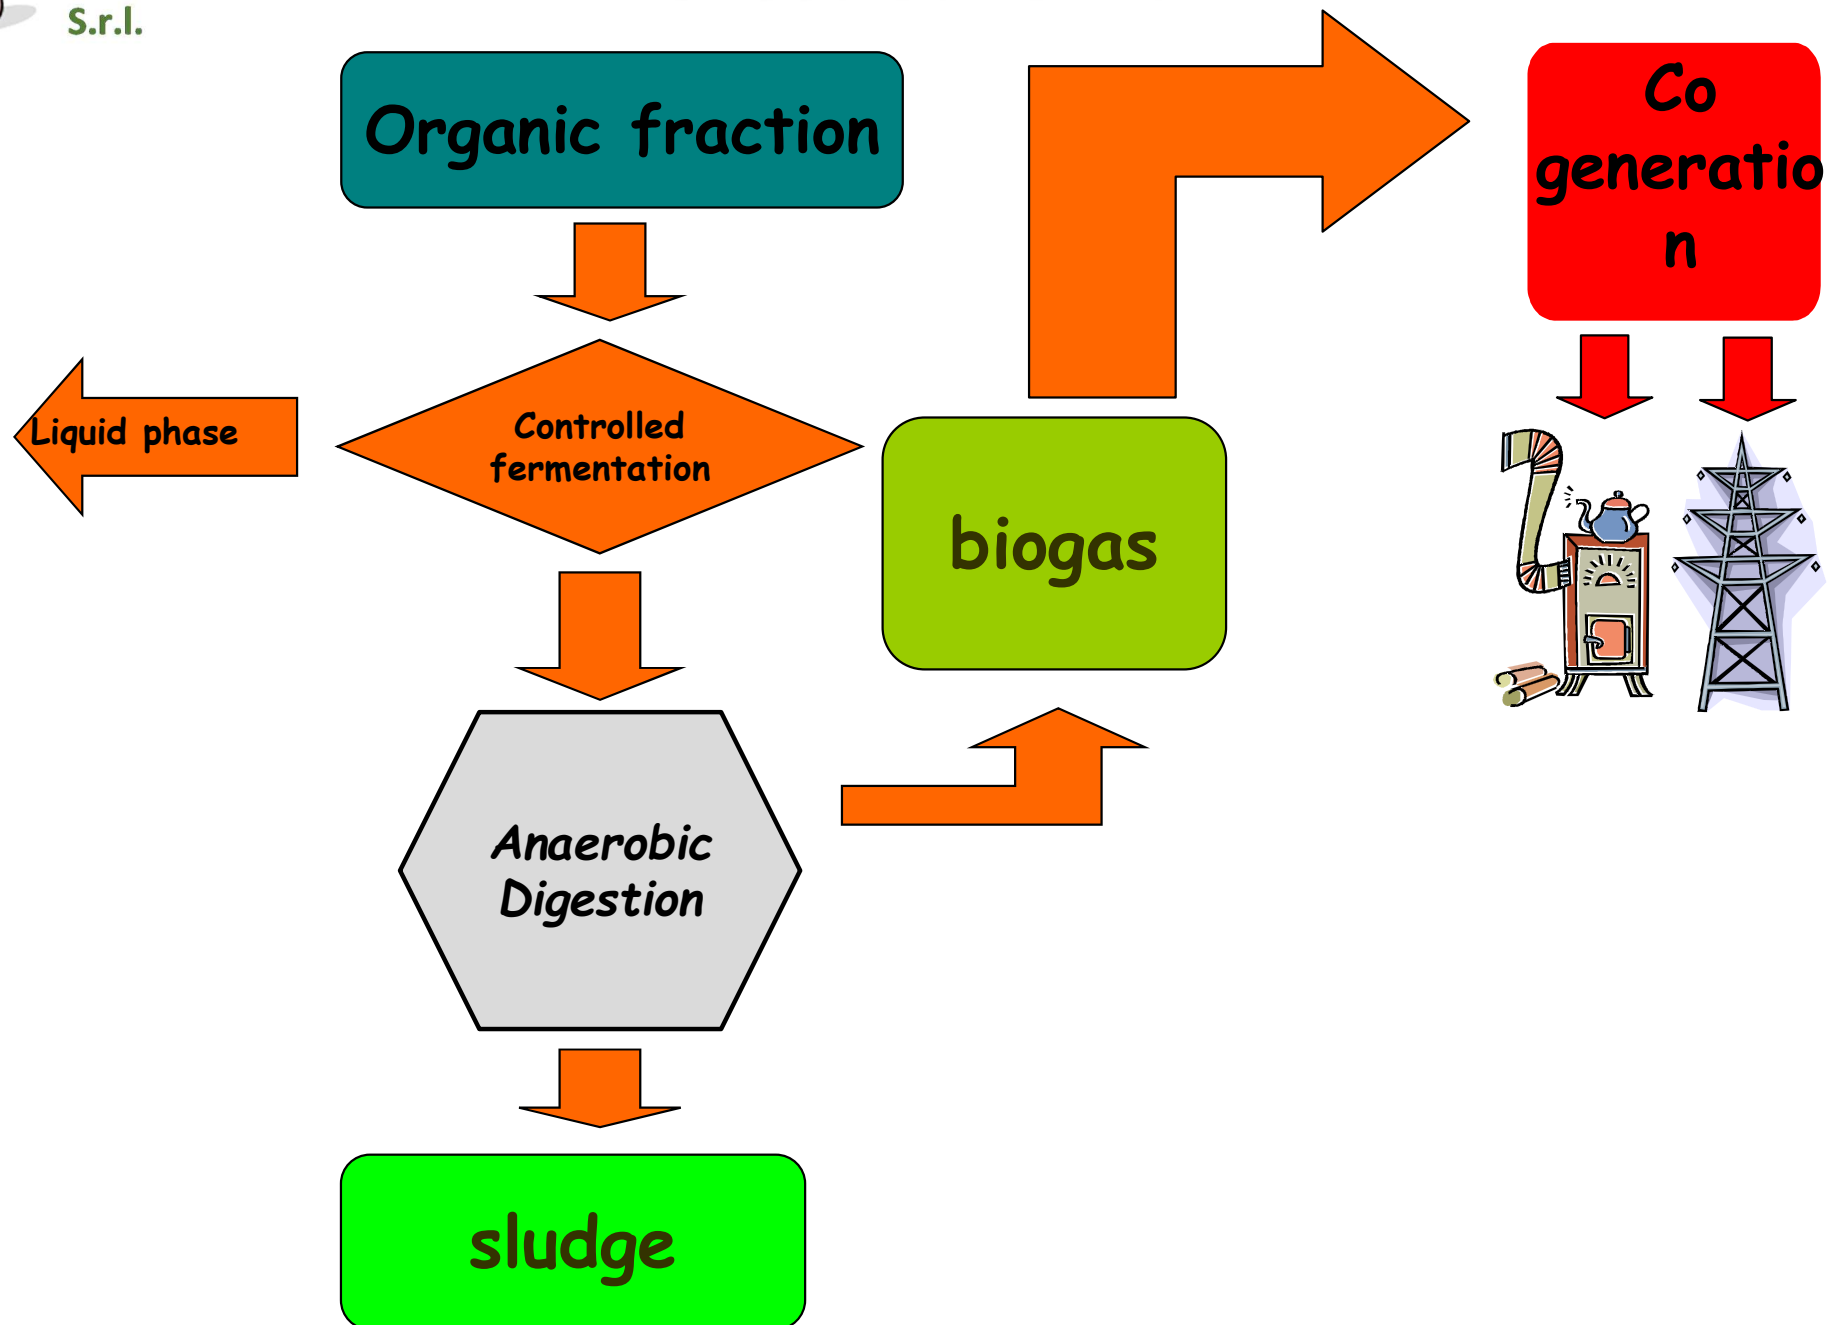 S.r.l.
Organic fraction
Co
generatio
n
Liquid phase
Controlled
fermentation
biogas
Anaerobic
Digestion
sludge